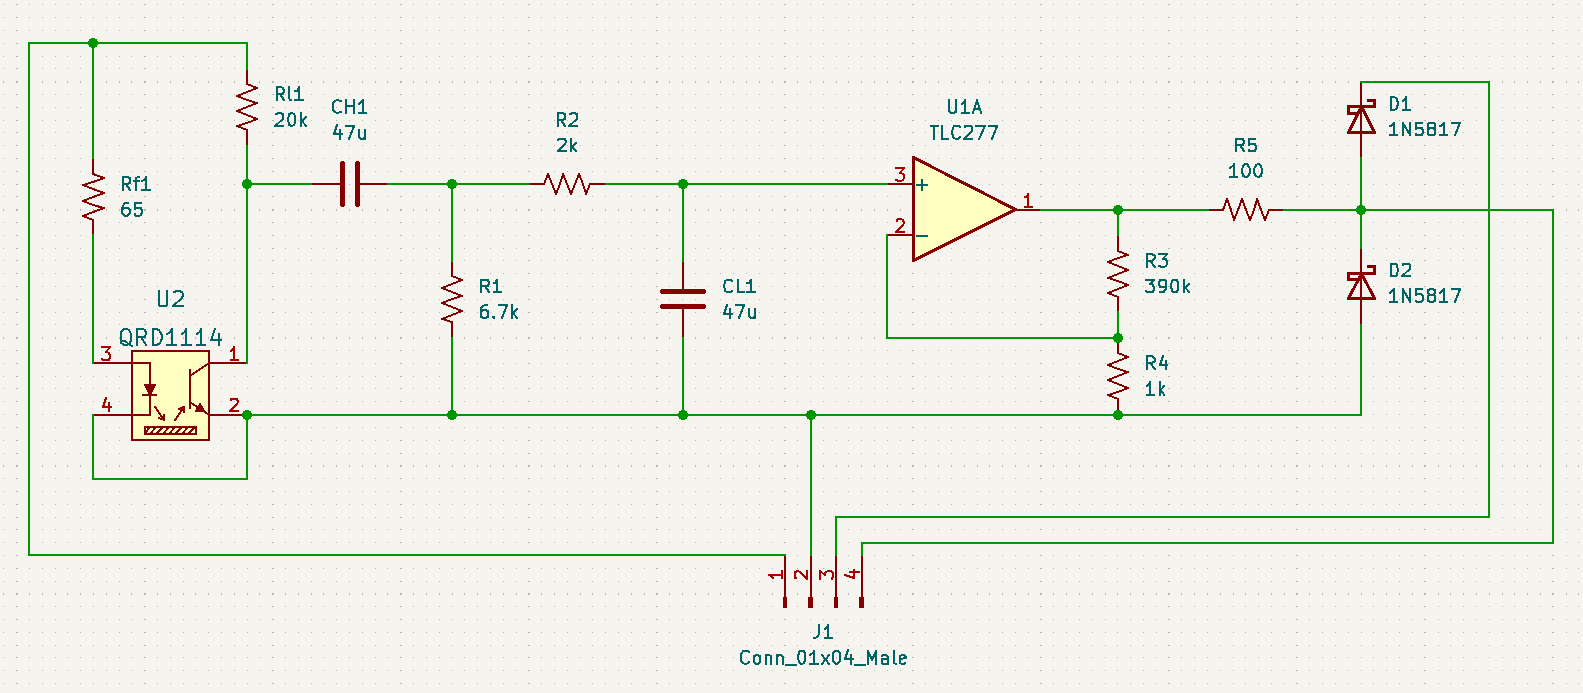 Rl1
20k
CH1
47u
R2
2k
U1A
TLC277
D1
1N5817
R5
100
Rf1
65
3
+
2
−
1
R1
6.7k
CL1
47u
R3
390k
D2
1N5817
U2
QRD1114
3
1
4
2
R4
1k
1
2
3
4
J1
Conn_01x04_Male